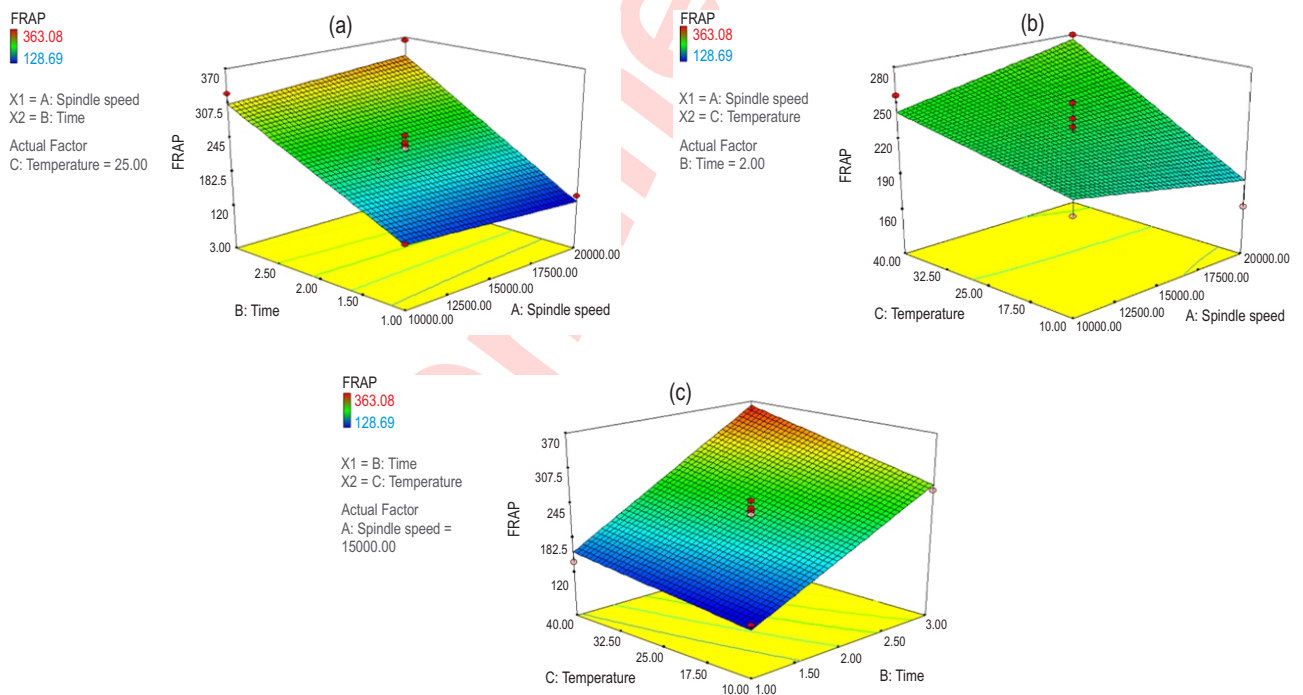 (a)
FRAP
363.08
128.69
X1 = A: Spindle speed
X2 = B: Time
Actual Factor
C: Temperature = 25.00
370
307.5
245
182.5
120
FRAP
3.00
2.50
2.00
1.50
1.00
B: Time
10000.00
12500.00
15000.00
17500.00
20000.00
A: Spindle speed
(b)
FRAP
363.08
128.69
X1 = A: Spindle speed
X2 = C: Temperature
Actual Factor
B: Time = 2.00
280
250
220
190
160
FRAP
40.00
32.50
25.00
17.50
10.00
C: Temperature
10000.00
12500.00
15000.00
17500.00
20000.00
A: Spindle speed
(c)
FRAP
363.08
128.69
X1 = B: Time
X2 = C: Temperature
Actual Factor
A: Spindle speed =
15000.00
370
307.5
245
182.5
120
FRAP
40.00
32.50
25.00
17.50
10.00
C: Temperature
1.00
1.50
2.00
2.50
3.00
B: Time